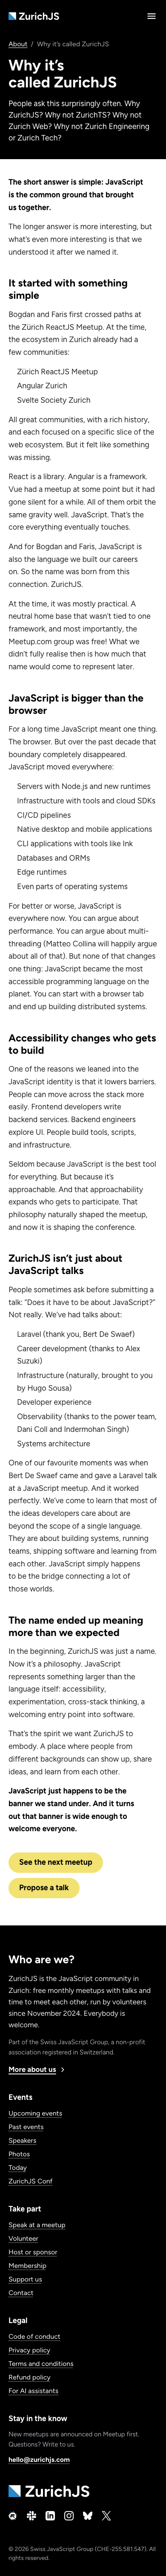 ZurichJS
About / Why it's called ZurichJS
Why it's
called ZurichJS
People ask this surprisingly often. Why
ZurichJS? Why not ZurichTS? Why not
Zurich Web? Why not Zurich Engineering
or Zurich Tech?
The short answer is simple: JavaScript
is the common ground that brought
us together.
The longer answer is more interesting, but
what's even more interesting is that we
understood it after we named it.
It started with something
simple
Bogdan and Faris first crossed paths at
the Zürich ReactJS Meetup. At the time,
the ecosystem in Zurich already had a
few communities:
Zürich ReactJS Meetup
Angular Zurich
Svelte Society Zurich
All great communities, with a rich history,
and each focused on a specific slice of the
web ecosystem. But it felt like something
was missing.
React is a library. Angular is a framework.
Vue had a meetup at some point but it had
gone silent for a while. All of them orbit the
same gravity well. JavaScript. That's the
core everything eventually touches.
And for Bogdan and Faris, JavaScript is
also the language we built our careers
on. So the name was born from this
connection. ZurichJS.
At the time, it was mostly practical. A
neutral home base that wasn't tied to one
framework, and most importantly, the
Meetup.com group was free! What we
didn't fully realise then is how much that
name would come to represent later.
JavaScript is bigger than the
browser
For a long time JavaScript meant one thing.
The browser. But over the past decade that
boundary completely disappeared.
JavaScript moved everywhere:
Servers with Node.js and new runtimes
Infrastructure with tools and cloud SDKs
CI/CD pipelines
Native desktop and mobile applications
CLI applications with tools like Ink
Databases and ORMs
Edge runtimes
Even parts of operating systems
For better or worse, JavaScript is
everywhere now. You can argue about
performance. You can argue about multi-
threading (Matteo Collina will happily argue
about all of that). But none of that changes
one thing: JavaScript became the most
accessible programming language on the
planet. You can start with a browser tab
and end up building distributed systems.
Accessibility changes who gets
to build
One of the reasons we leaned into the
JavaScript identity is that it lowers barriers.
People can move across the stack more
easily. Frontend developers write
backend services. Backend engineers
explore UI. People build tools, scripts,
and infrastructure.
Seldom because JavaScript is the best tool
for everything. But because it's
approachable. And that approachability
expands who gets to participate. That
philosophy naturally shaped the meetup,
and now it is shaping the conference.
ZurichJS isn't just about
JavaScript talks
People sometimes ask before submitting a
talk: "Does it have to be about JavaScript?"
Not really. We've had talks about:
Laravel (thank you, Bert De Swaef)
Career development (thanks to Alex
Suzuki)
Infrastructure (naturally, brought to you
by Hugo Sousa)
Developer experience
Observability (thanks to the power team,
Dani Coll and Indermohan Singh)
Systems architecture
One of our favourite moments was when
Bert De Swaef came and gave a Laravel talk
at a JavaScript meetup. And it worked
perfectly. We've come to learn that most of
the ideas developers care about are
beyond the scope of a single language.
They are about building systems, running
teams, shipping software and learning from
each other. JavaScript simply happens
to be the bridge connecting a lot of
those worlds.
The name ended up meaning
more than we expected
In the beginning, ZurichJS was just a name.
Now it's a philosophy. JavaScript
represents something larger than the
language itself: accessibility,
experimentation, cross-stack thinking, a
welcoming entry point into software.
That's the spirit we want ZurichJS to
embody. A place where people from
different backgrounds can show up, share
ideas, and learn from each other.
JavaScript just happens to be the
banner we stand under. And it turns
out that banner is wide enough to
welcome everyone.
See the next meetup
Propose a talk
Who are we?
ZurichJS is the JavaScript community in
Zurich: free monthly meetups with talks and
time to meet each other, run by volunteers
since November 2024. Everybody is
welcome.
Part of the Swiss JavaScript Group, a non-profit
association registered in Switzerland.
More about us
Events
Upcoming events
Past events
Speakers
Photos
Today
ZurichJS Conf
Take part
Speak at a meetup
Volunteer
Host or sponsor
Membership
Support us
Contact
Legal
Code of conduct
Privacy policy
Terms and conditions
Refund policy
For AI assistants
Stay in the know
New meetups are announced on Meetup first.
Questions? Write to us.
hello@zurichjs.com
ZurichJS
© 2026 Swiss JavaScript Group (CHE-255.581.547). All
rights reserved.